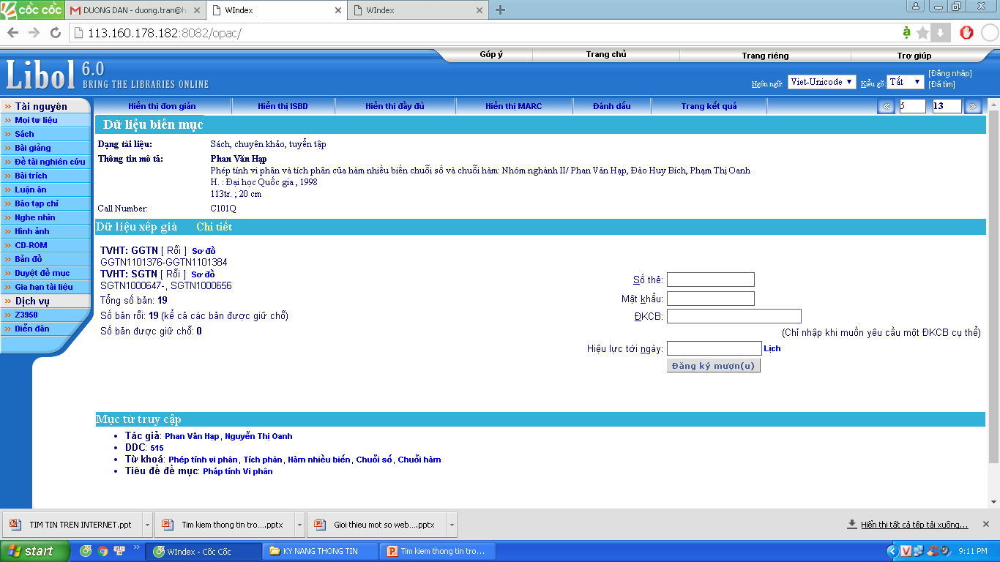 cốc cốc
DUONG DAN - duong.tran@h
WIndex
WIndex
113.160.178.182:8082/opac/
Góp ý
Trang chủ
Trang riêng
Trợ giúp
Libol 6.0
BRING THE LIBRARIES ONLINE
Ngôn ngữ: Viet-Unicode Kiểu gõ: Tắt
[Đăng nhập]
[Đã tìm]
Tài nguyên
Mọi tư liệu
Sách
Bài giảng
Đề tài nghiên cứu
Bài trích
Luận án
Báo tạp chí
Nghe nhìn
Hình ảnh
CD-ROM
Bản đồ
Duyệt đề mục
Gia hạn tài liệu
Dịch vụ
Z3950
Diễn đàn
Hiển thị đơn giản
Hiển thị ISBD
Hiển thị đầy đủ
Hiển thị MARC
Đánh dấu
Trang kết quả
5
13
Dữ liệu biên mục
Dạng tài liệu: Sách, chuyên khảo, tuyển tập
Thông tin mô tả: Phan Văn Hạp
Phép tính vi phân và tích phân của hàm nhiều biến chuỗi số và chuỗi hàm: Nhóm nghành II/ Phan Văn Hạp, Đào Huy Bích, Phạm Thị Oanh
H. : Đại học Quốc gia , 1998
113tr. ; 20 cm
Call Number: C101Q
Dữ liệu xếp giá Chi tiết
TVHT: GGTN [ Rỗi ] Sơ đồ
GGTN1101376-GGTN1101384
TVHT: SGTN [ Rỗi ] Sơ đồ
SGTN1000647-, SGTN1000656
Tổng số bản: 19
Số bản rỗi: 19 (kể cả các bản được giữ chỗ)
Số bản được giữ chỗ: 0
Số thẻ:
Mật khẩu:
ĐKCB:
(Chỉ nhập khi muốn yêu cầu một ĐKCB cụ thể)
Hiệu lực tới ngày: Lịch
Đăng ký mượn(u)
Mục từ truy cập
Tác giả: Phan Văn Hạp, Nguyễn Thị Oanh
DDC: 515
Từ khoá: Phép tính vi phân, Tích phân, Hàm nhiều biến, Chuỗi số, Chuỗi hàm
Tiêu đề đề mục: Pháp tính Vi phân
TIM TIN TREN INTERNET.ppt
Tim kiem thong tin tro....pptx
Gioi thieu mot so web....pptx
Hiển thị tất cả tệp tải xuống...
start
WIndex - Cốc Cốc
KY NANG THONG TIN
Tim kiem thong tin tro...
9:11 PM